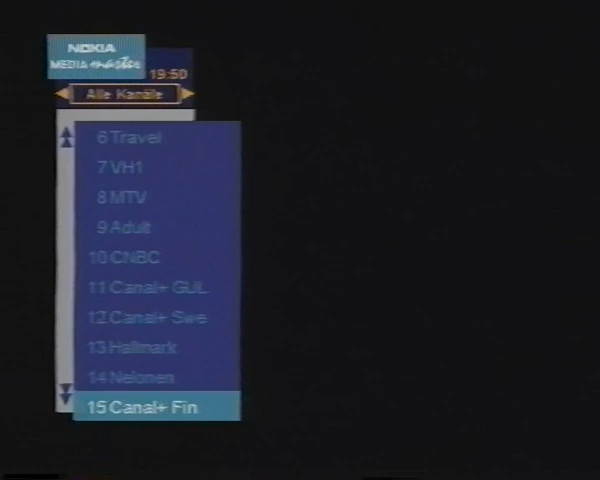 NOKIA
MEDIA master
19:50
Alle Kanäle
6 Travel
7 VH1
8 MTV
9 Adult
10 CNBC
11 Canal+ GUL
12 Canal+ Swe
13 Hallmark
14 Nelonen
15 Canal+ Fin